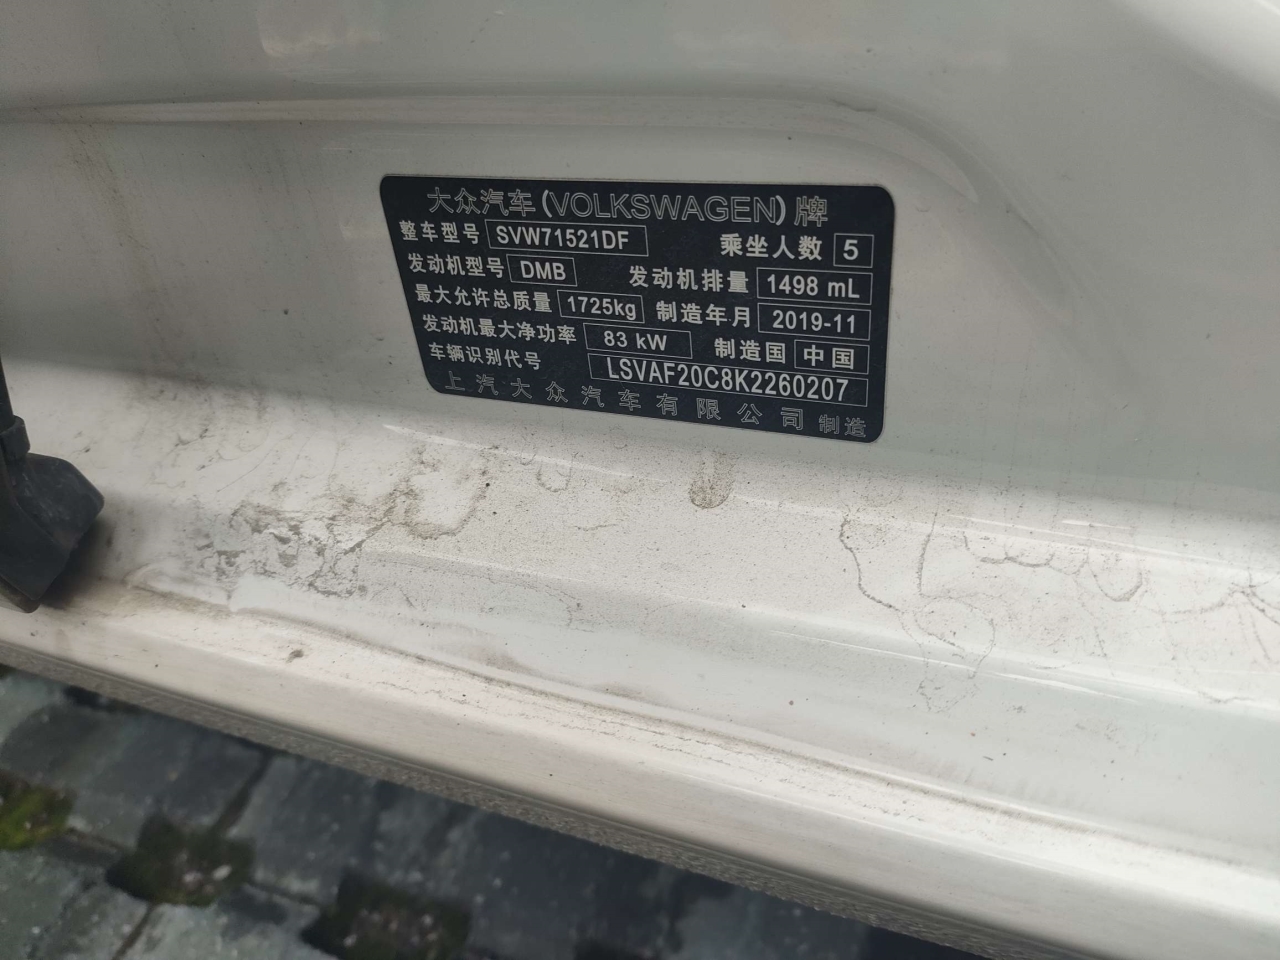 大众汽车(VOLKSWAGEN)牌
整车型号 SVW71521DF 乘坐人数 5
发动机型号 DMB 发动机排量 1498 mL
最大允许总质量 1725kg 制造年月 2019-11
发动机最大净功率 83 kW 制造国 中国
车辆识别代号 LSVAF20C8K2260207
上汽大众汽车有限公司 制造